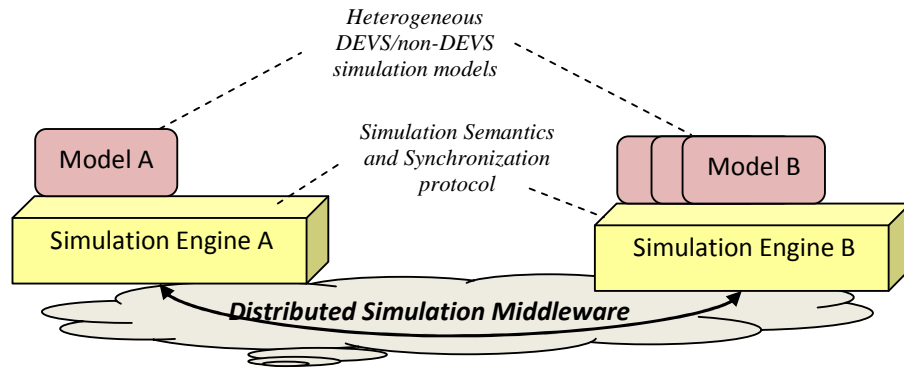 Heterogeneous
DEVS/non-DEVS
simulation models
Simulation Semantics
and Synchronization
protocol
Model A
Model B
Simulation Engine A
Simulation Engine B
Distributed Simulation Middleware